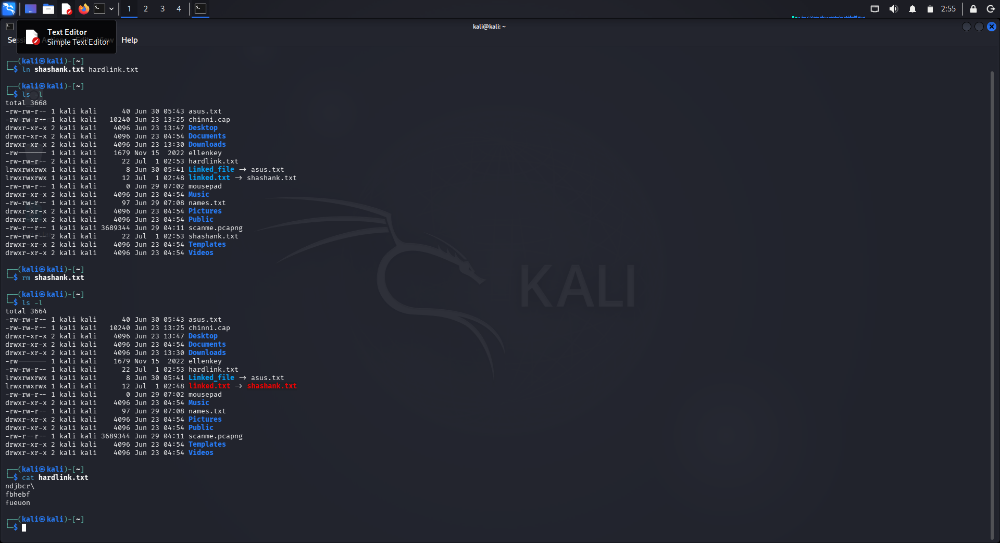 1 2 3 4 2:55
kali@kali: ~
Text Editor
Simple Text Editor
Session Actions Edit View Help
┌──(kali㉿kali)-[~]
└─$ ln shashank.txt hardlink.txt
┌──(kali㉿kali)-[~]
└─$ ls -l
total 3668
-rw-rw-r-- 1 kali kali      40 Jun 30 05:43 asus.txt
-rw-rw-r-- 1 kali kali   10240 Jun 23 13:25 chinni.cap
drwxr-xr-x 2 kali kali    4096 Jun 23 13:47 Desktop
drwxr-xr-x 2 kali kali    4096 Jun 23 04:54 Documents
drwxr-xr-x 2 kali kali    4096 Jun 23 13:30 Downloads
-rw------- 1 kali kali    1679 Nov 15  2022 ellenkey
-rw-rw-r-- 2 kali kali      22 Jul  1 02:53 hardlink.txt
lrwxrwxrwx 1 kali kali       8 Jun 30 05:41 Linked_file -> asus.txt
lrwxrwxrwx 1 kali kali      12 Jul  1 02:48 linked.txt -> shashank.txt
-rw-rw-r-- 1 kali kali       0 Jun 29 07:02 mousepad
drwxr-xr-x 2 kali kali    4096 Jun 23 04:54 Music
-rw-rw-r-- 1 kali kali      97 Jun 29 07:08 names.txt
drwxr-xr-x 2 kali kali    4096 Jun 23 04:54 Pictures
drwxr-xr-x 2 kali kali    4096 Jun 23 04:54 Public
-rw-r--r-- 1 kali kali 3689344 Jun 29 04:11 scanme.pcapng
-rw-rw-r-- 2 kali kali      22 Jul  1 02:53 shashank.txt
drwxr-xr-x 2 kali kali    4096 Jun 23 04:54 Templates
drwxr-xr-x 2 kali kali    4096 Jun 23 04:54 Videos
┌──(kali㉿kali)-[~]
└─$ rm shashank.txt
┌──(kali㉿kali)-[~]
└─$ ls -l
total 3664
-rw-rw-r-- 1 kali kali      40 Jun 30 05:43 asus.txt
-rw-rw-r-- 1 kali kali   10240 Jun 23 13:25 chinni.cap
drwxr-xr-x 2 kali kali    4096 Jun 23 13:47 Desktop
drwxr-xr-x 2 kali kali    4096 Jun 23 04:54 Documents
drwxr-xr-x 2 kali kali    4096 Jun 23 13:30 Downloads
-rw------- 1 kali kali    1679 Nov 15  2022 ellenkey
-rw-rw-r-- 1 kali kali      22 Jul  1 02:53 hardlink.txt
lrwxrwxrwx 1 kali kali       8 Jun 30 05:41 Linked_file -> asus.txt
lrwxrwxrwx 1 kali kali      12 Jul  1 02:48 linked.txt -> shashank.txt
-rw-rw-r-- 1 kali kali       0 Jun 29 07:02 mousepad
drwxr-xr-x 2 kali kali    4096 Jun 23 04:54 Music
-rw-rw-r-- 1 kali kali      97 Jun 29 07:08 names.txt
drwxr-xr-x 2 kali kali    4096 Jun 23 04:54 Pictures
drwxr-xr-x 2 kali kali    4096 Jun 23 04:54 Public
-rw-r--r-- 1 kali kali 3689344 Jun 29 04:11 scanme.pcapng
drwxr-xr-x 2 kali kali    4096 Jun 23 04:54 Templates
drwxr-xr-x 2 kali kali    4096 Jun 23 04:54 Videos
KALI
┌──(kali㉿kali)-[~]
└─$ cat hardlink.txt
ndjbcr\
fbhebf
fueuon
┌──(kali㉿kali)-[~]
└─$